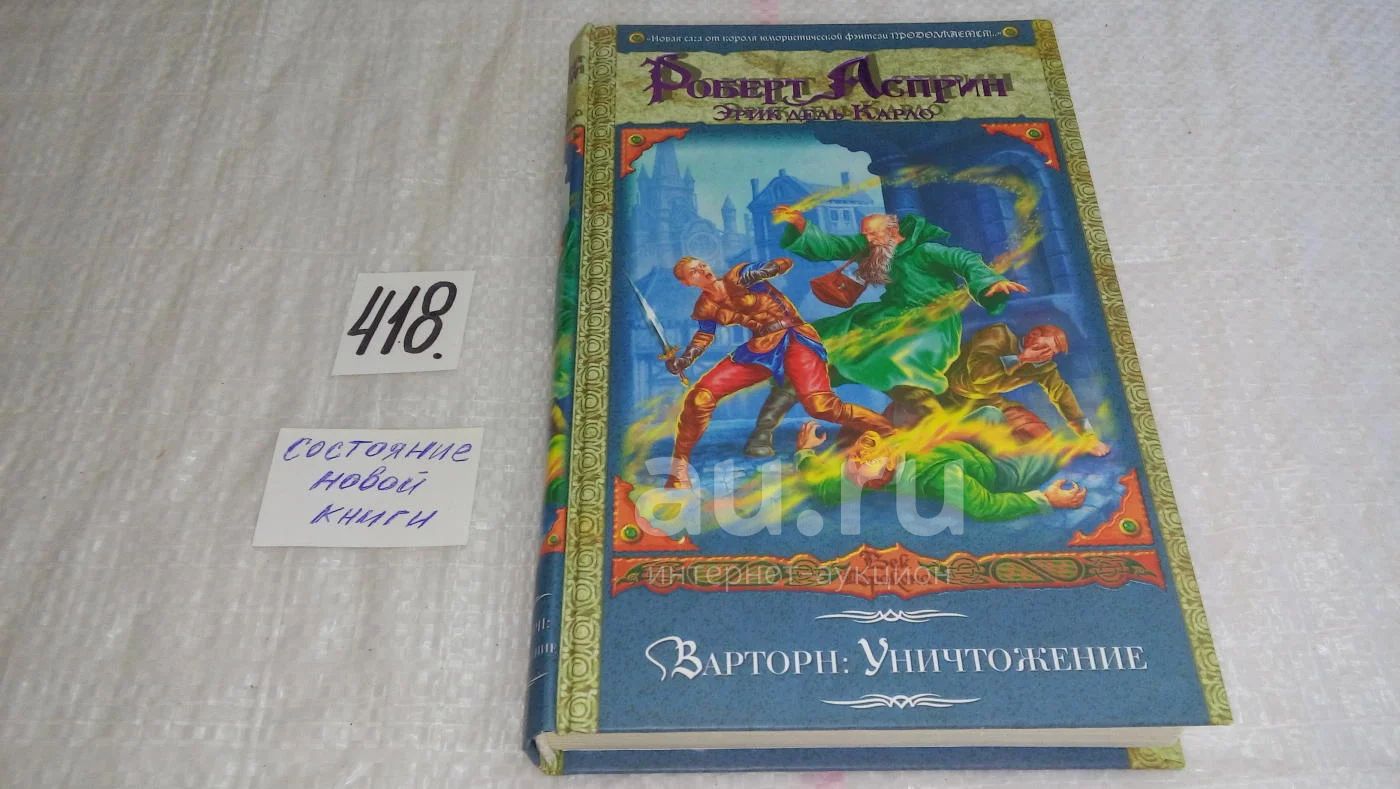 «Новая сага от короля юмористической фэнтези ПРОДОЛЖАЕТСЯ!..»
Роберт Асприн
Эрик дель Карло
418.
состояние
новой
книги
au.ru
интернет-аукцион
Век
Варторн: Уничтожение